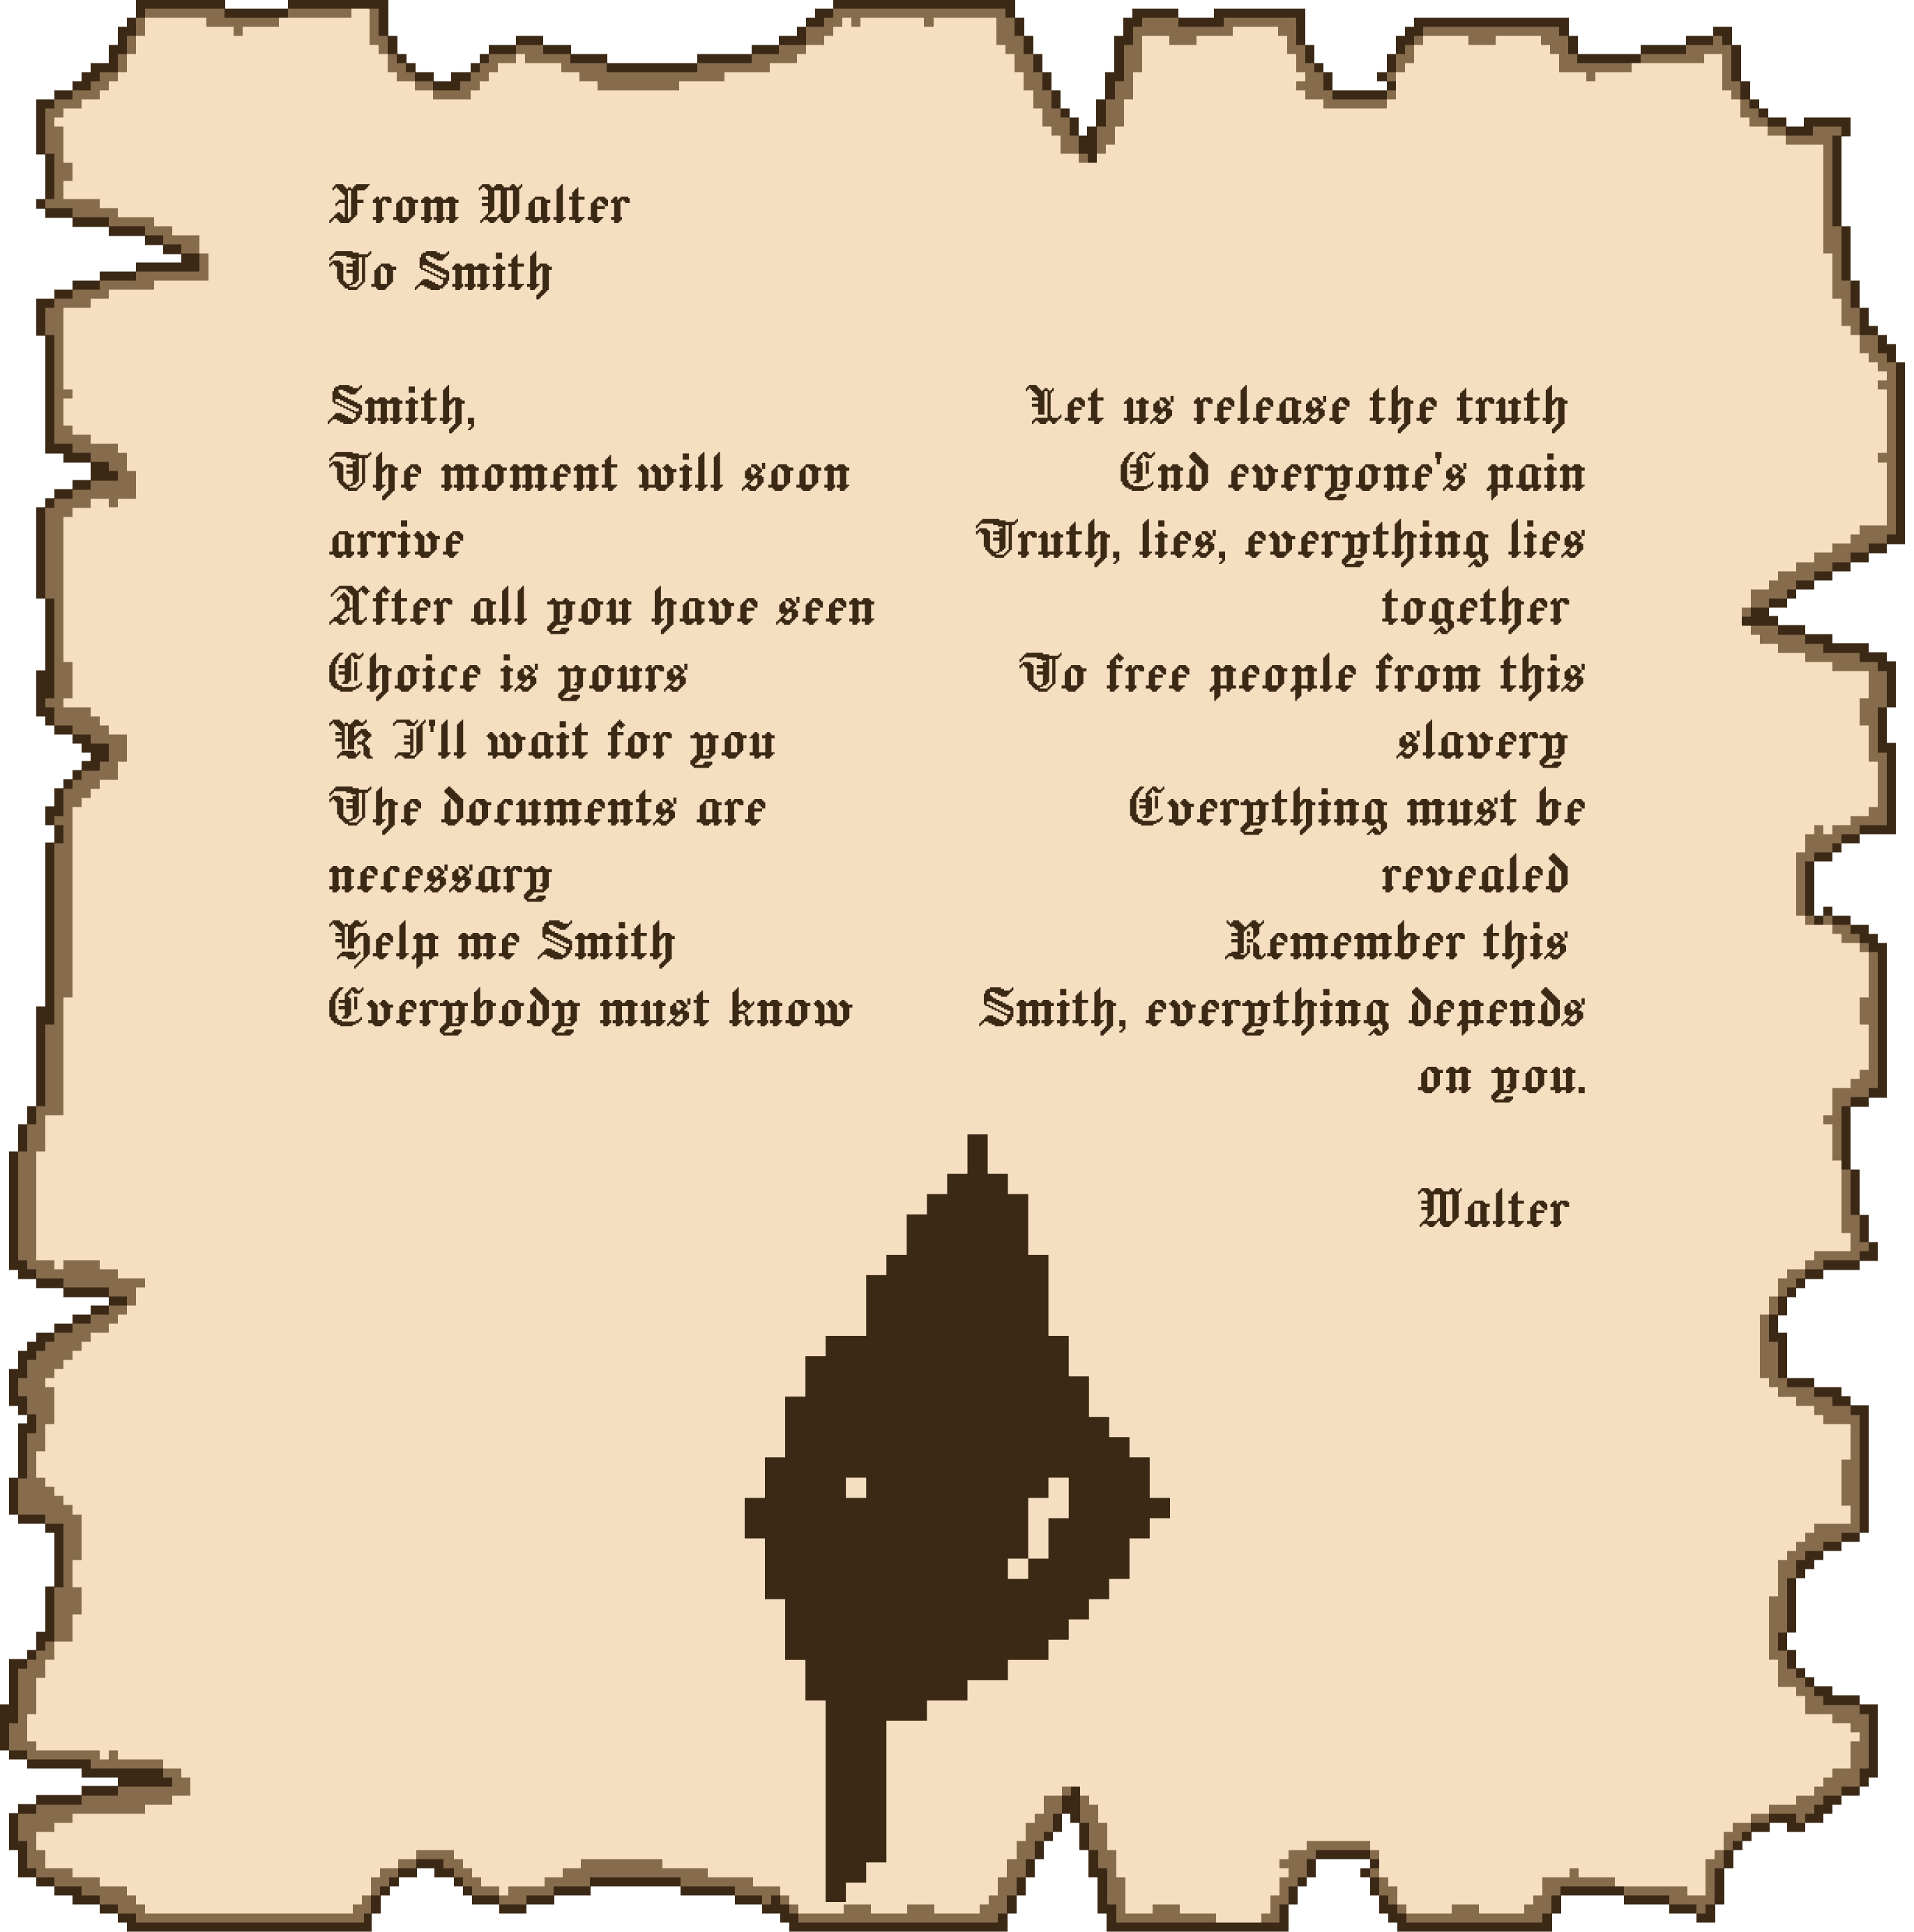 From Walter
To Smith
Smith,
The moment will soon
arrive
After all you have seen
Choice is yours
K I'll wait for you
The documents are
necessary
Help me Smith
Everybody must know
Let us release the truth
End everyone's pain
Truth, lies, everything lies
together
To free people from this
slavery
Everything must be
revealed
Remember this
Smith, everything depends
on you.
Walter